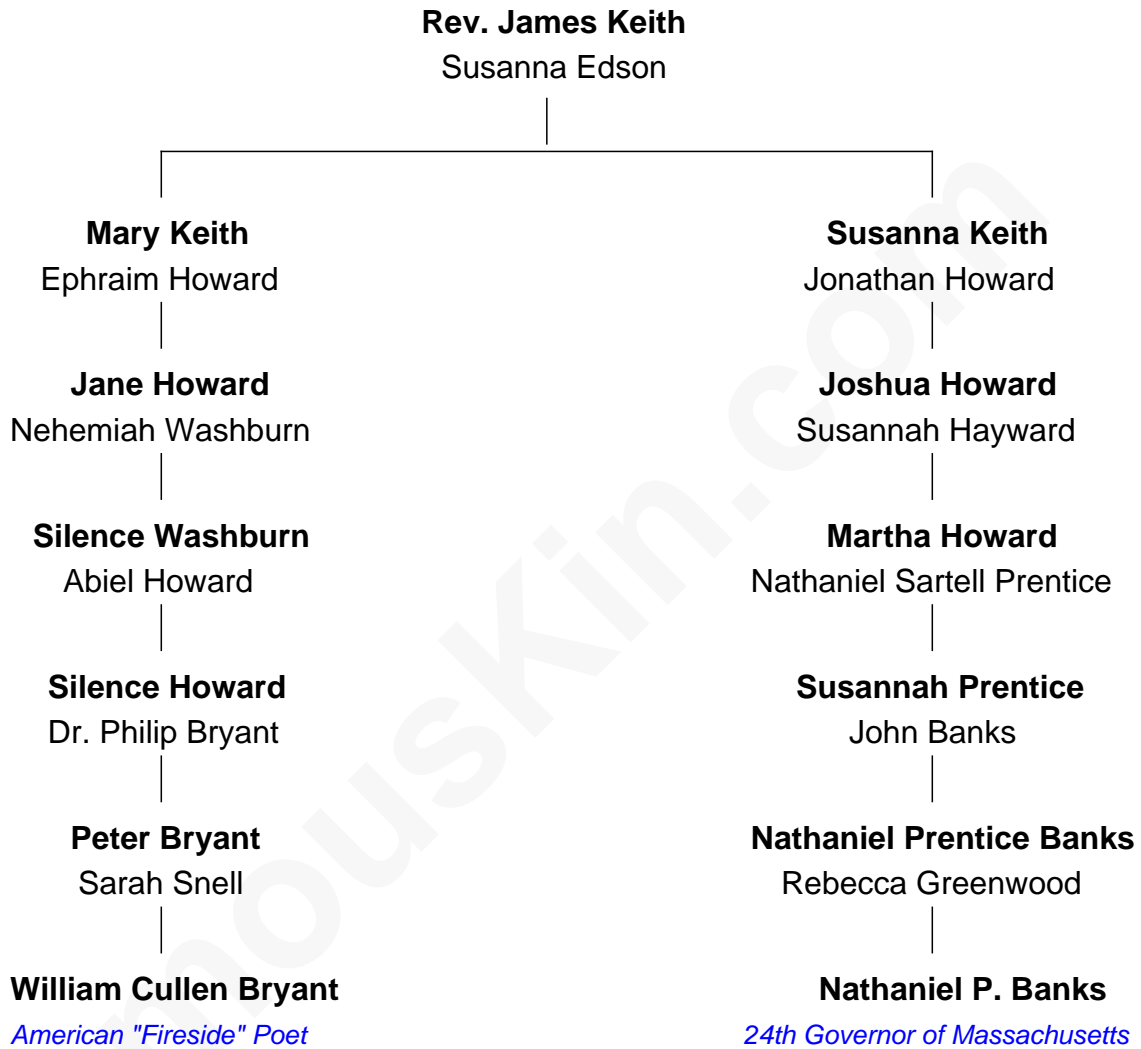 Rev. James Keith
Susanna Edson
Mary Keith
Ephraim Howard
Susanna Keith
Jonathan Howard
Jane Howard
Nehemiah Washburn
Joshua Howard
Susannah Hayward
Silence Washburn
Abiel Howard
Martha Howard
Nathaniel Sartell Prentice
Silence Howard
Dr. Philip Bryant
Susannah Prentice
John Banks
Peter Bryant
Sarah Snell
Nathaniel Prentice Banks
Rebecca Greenwood
William Cullen Bryant
American "Fireside" Poet
Nathaniel P. Banks
24th Governor of Massachusetts
mousKin.com